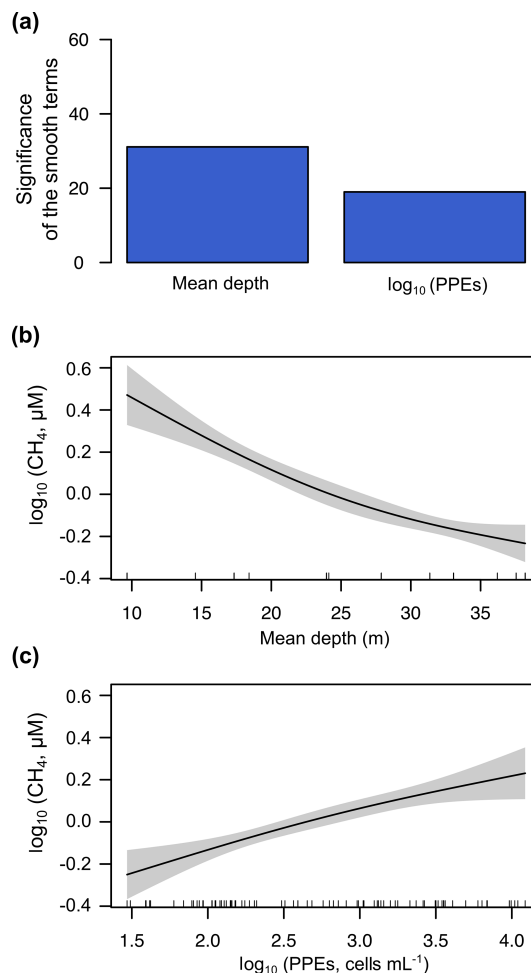 (a)
60
40
20
0
Significance
of the smooth terms
Mean depth
log₁₀ (PPEs)
(b)
0.6
0.4
0.2
0.0
-0.2
-0.4
log₁₀ (CH₄, µM)
10 15 20 25 30 35
Mean depth (m)
(c)
0.6
0.4
0.2
0.0
-0.2
-0.4
log₁₀ (CH₄, µM)
1.5 2.0 2.5 3.0 3.5 4.0
log₁₀ (PPEs, cells mL⁻¹)